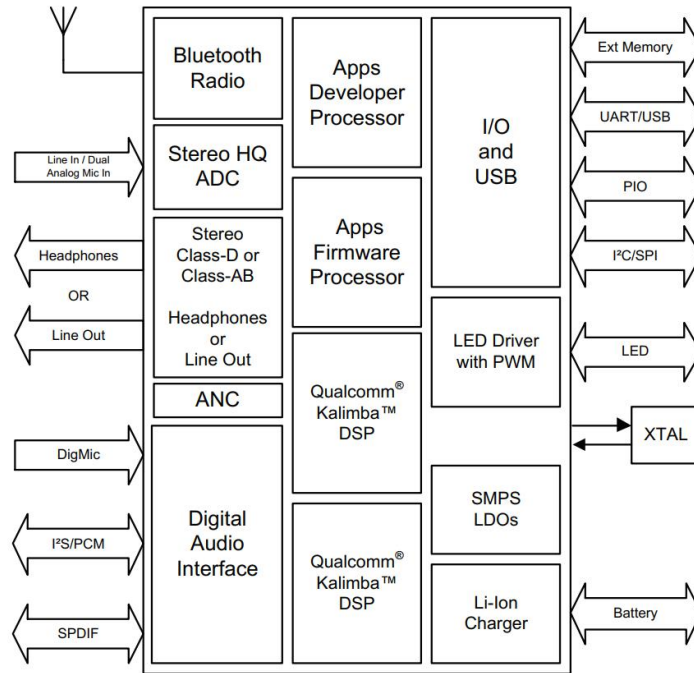 Bluetooth
Radio
Apps
Developer
Processor
I/O
and
USB
Ext Memory
UART/USB
PIO
I²C/SPI
Line In / Dual
Analog Mic In
Stereo HQ
ADC
Headphones
OR
Line Out
Stereo
Class-D or
Class-AB
Headphones
or
Line Out
Apps
Firmware
Processor
LED Driver
with PWM
LED
ANC
Qualcomm®
Kalimba™
DSP
XTAL
DigMic
I²S/PCM
SPDIF
Digital
Audio
Interface
Qualcomm®
Kalimba™
DSP
SMPS
LDOs
Li-Ion
Charger
Battery